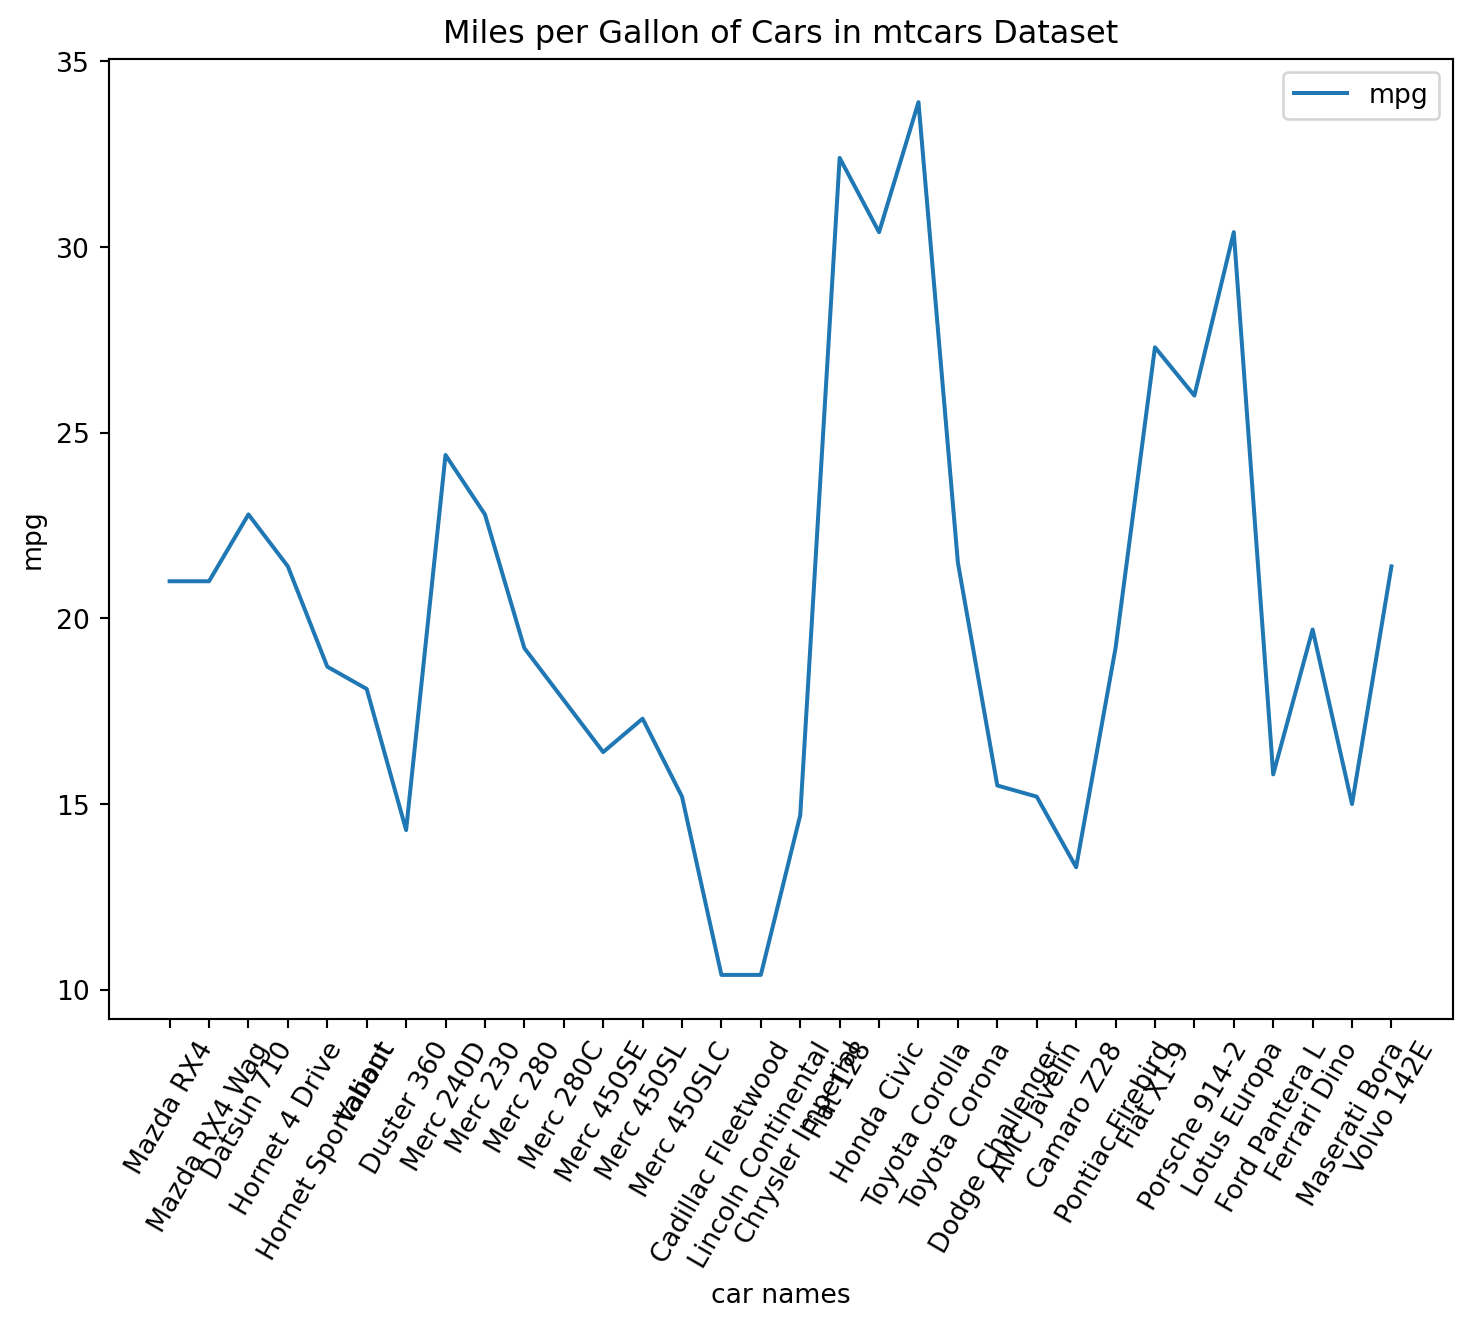 Miles per Gallon of Cars in mtcars Dataset
mpg
35
30
25
20
15
10
mpg
Mazda RX4
Mazda RX4 Wag
Datsun 710
Hornet 4 Drive
Hornet Sportabout
Valiant
Duster 360
Merc 240D
Merc 230
Merc 280
Merc 280C
Merc 450SE
Merc 450SL
Merc 450SLC
Cadillac Fleetwood
Lincoln Continental
Chrysler Imperial
Fiat 128
Honda Civic
Toyota Corolla
Toyota Corona
Dodge Challenger
AMC Javelin
Camaro Z28
Pontiac Firebird
Fiat X1-9
Porsche 914-2
Lotus Europa
Ford Pantera L
Ferrari Dino
Maserati Bora
Volvo 142E
car names